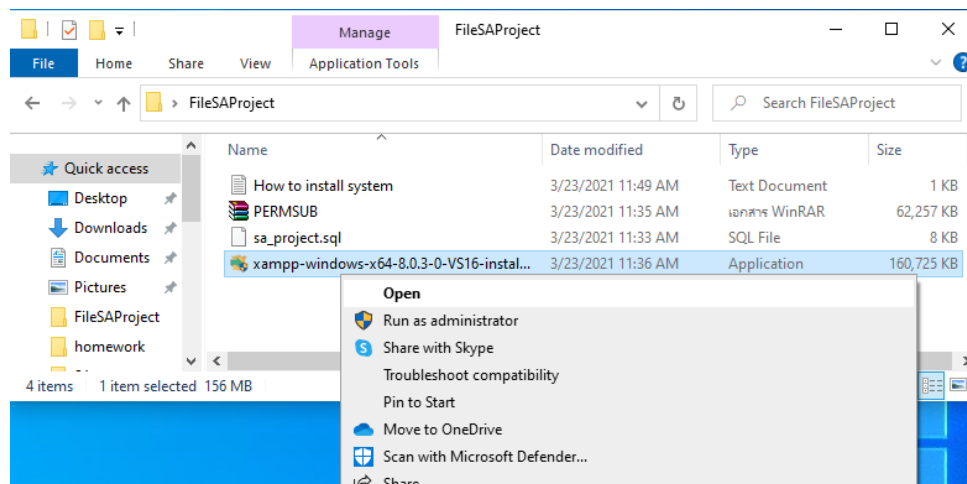 Manage FileSAProject
File Home Share View Application Tools
FileSAProject Search FileSAProject
Name Date modified Type Size
Quick access
Desktop
Downloads
Documents
Pictures
FileSAProject
homework
How to install system 3/23/2021 11:49 AM Text Document 1 KB
PERMSUB 3/23/2021 11:35 AM เอกสาร WinRAR 62,257 KB
sa_project.sql 3/23/2021 11:33 AM SQL File 8 KB
xampp-windows-x64-8.0.3-0-VS16-instal... 3/23/2021 11:36 AM Application 160,725 KB
Open
Run as administrator
Share with Skype
Troubleshoot compatibility
Pin to Start
Move to OneDrive
Scan with Microsoft Defender...
Share
4 items 1 item selected 156 MB